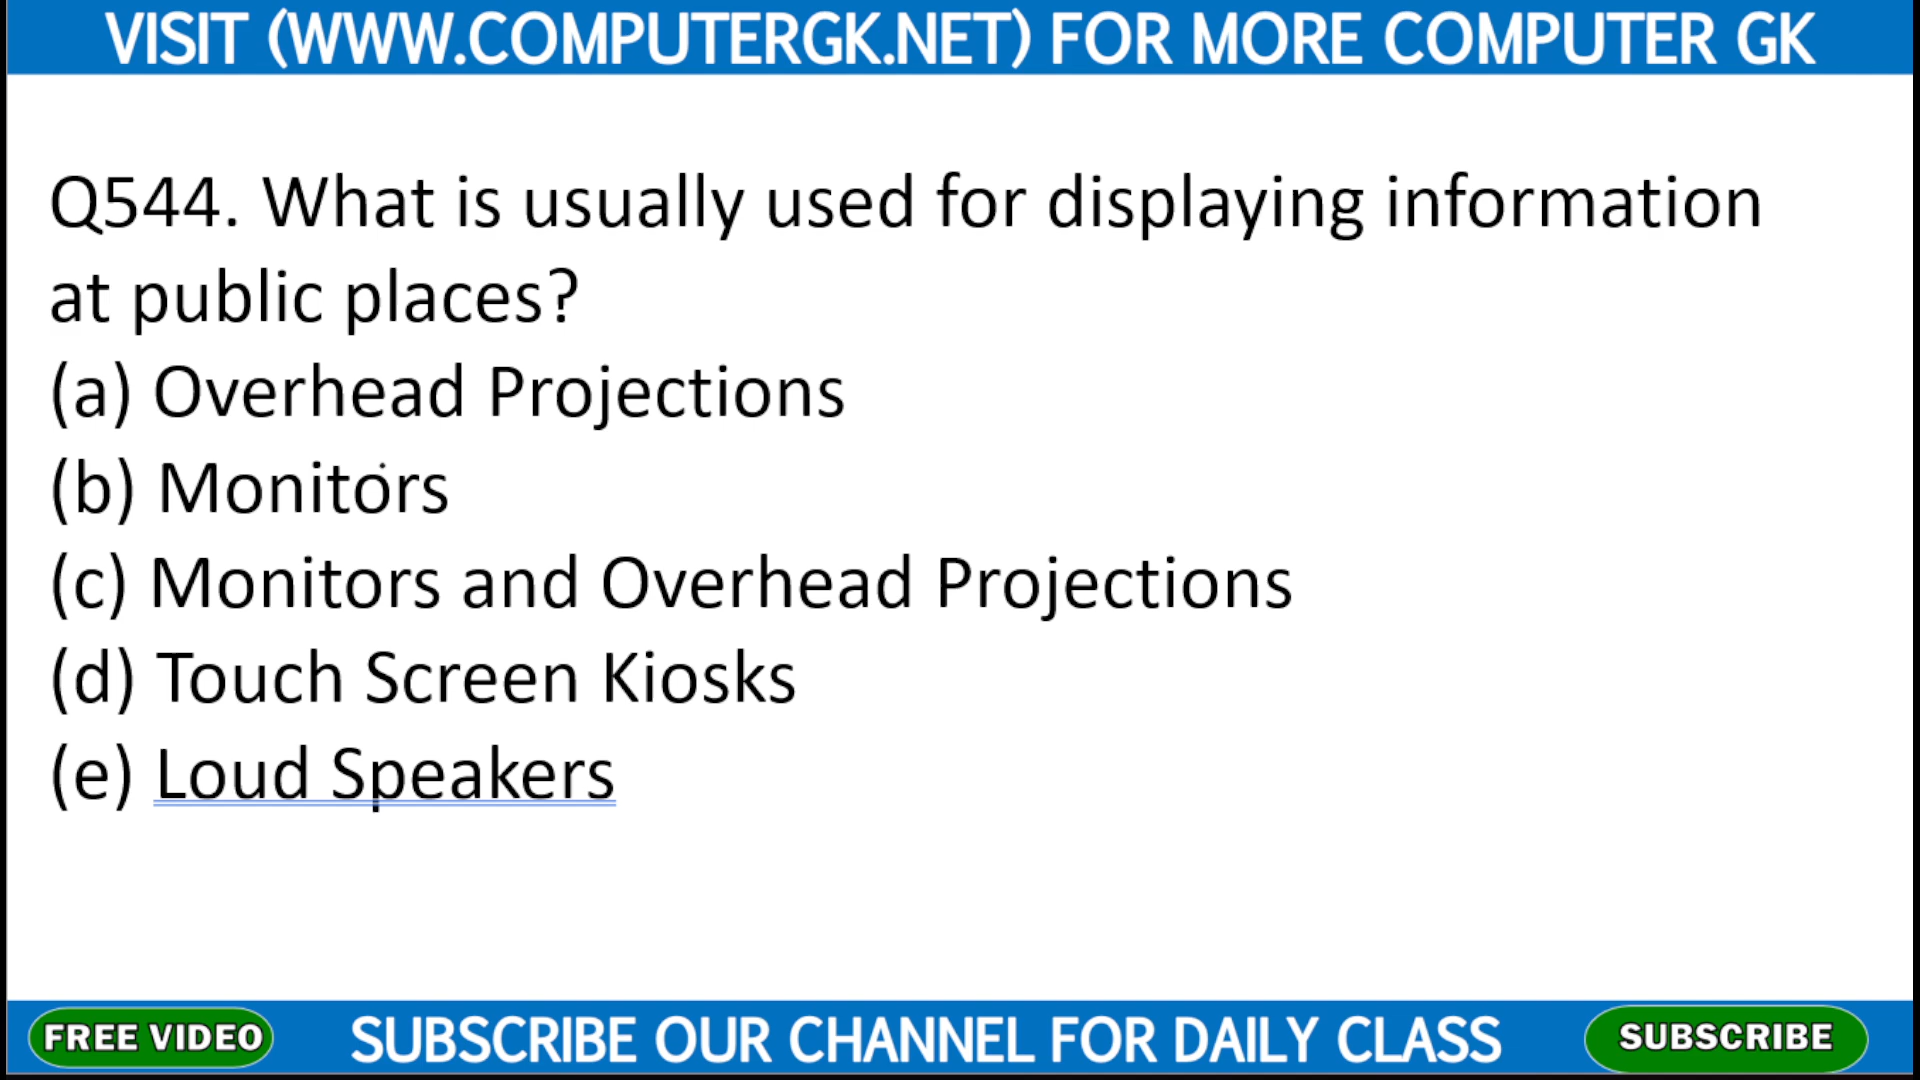 VISIT (WWW.COMPUTERGK.NET) FOR MORE COMPUTER GK
Q544. What is usually used for displaying information
at public places?
(a) Overhead Projections
(b) Monitors
(c) Monitors and Overhead Projections
(d) Touch Screen Kiosks
(e) Loud Speakers
FREE VIDEO SUBSCRIBE OUR CHANNEL FOR DAILY CLASS SUBSCRIBE